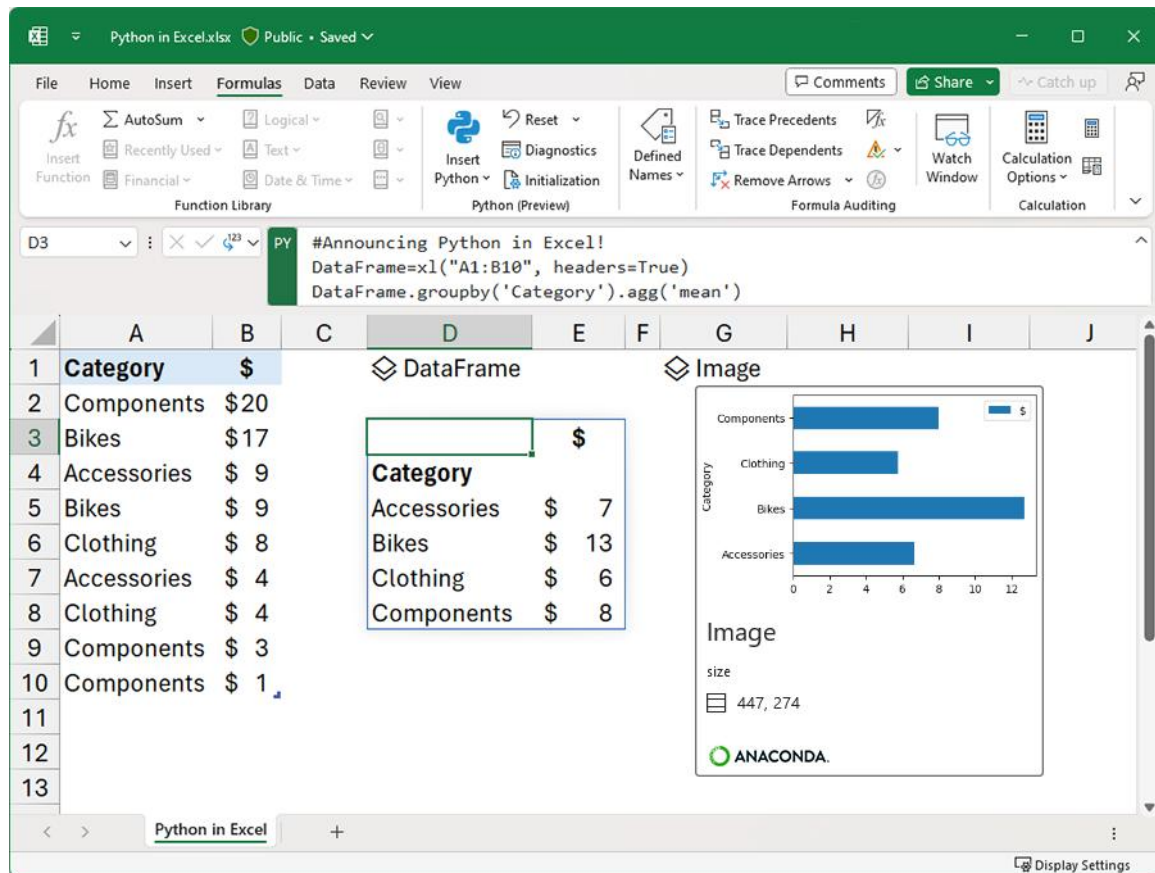 Python in Excel.xlsx Public • Saved
File Home Insert Formulas Data Review View Comments Share Catch up
fx Insert Function
AutoSum
Recently Used
Financial
Logical
Text
Date & Time
Function Library
Insert Python
Reset
Diagnostics
Initialization
Python (Preview)
Defined Names
Trace Precedents
Trace Dependents
Remove Arrows
fx
fx
Formula Auditing
Watch Window
Calculation Options
Calculation
D3 123 PY #Announcing Python in Excel!
DataFrame=xl("A1:B10", headers=True)
DataFrame.groupby('Category').agg('mean')
A B C D E F G H I J
1 Category $ DataFrame Image
2 Components $20
3 Bikes $17 $
4 Accessories $ 9 Category
5 Bikes $ 9 Accessories $ 7
6 Clothing $ 8 Bikes $ 13
7 Accessories $ 4 Clothing $ 6
8 Clothing $ 4 Components $ 8
9 Components $ 3
10 Components $ 1
11
12
13
$
Category
Components
Clothing
Bikes
Accessories
0 2 4 6 8 10 12
Image
size
447, 274
ANACONDA.
Python in Excel
Display Settings